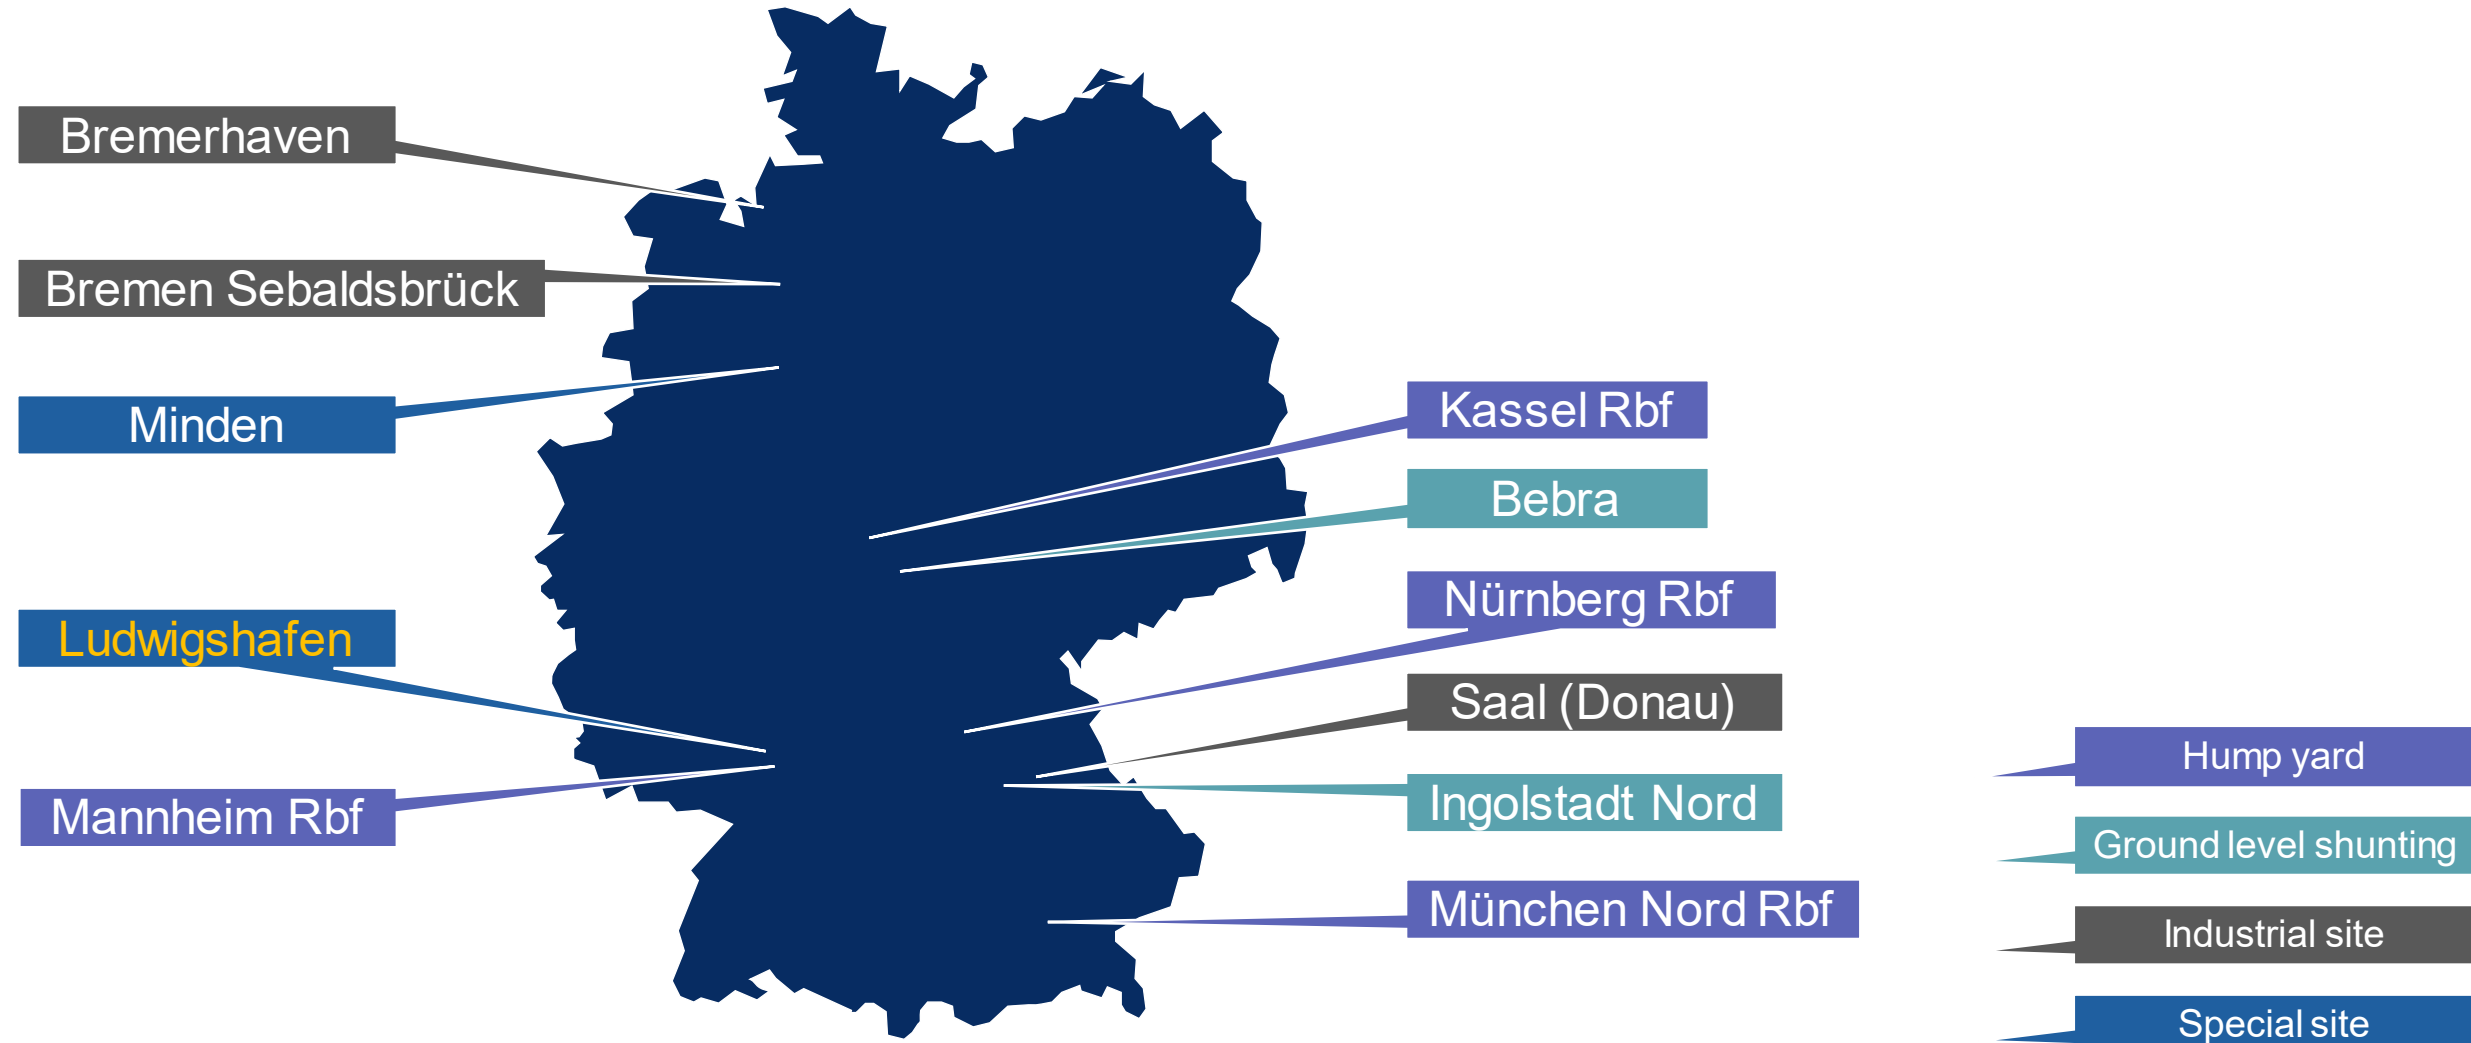 Bremerhaven
Bremen Sebaldsbrück
Minden
Ludwigshafen
Mannheim Rbf
Kassel Rbf
Bebra
Nürnberg Rbf
Saal (Donau)
Ingolstadt Nord
München Nord Rbf
Hump yard
Ground level shunting
Industrial site
Special site